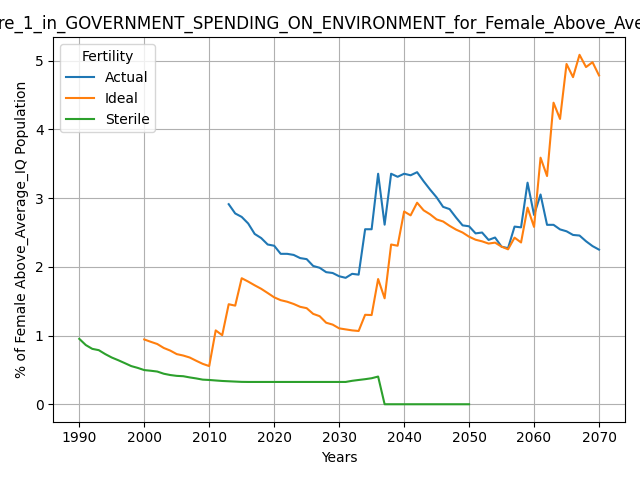 re_1_in_GOVERNMENT_SPENDING_ON_ENVIRONMENT_for_Female_Above_Ave
Fertility
Actual
Ideal
Sterile
% of Female Above_Average_IQ Population
5
4
3
2
1
0
1990 2000 2010 2020 2030 2040 2050 2060 2070
Years